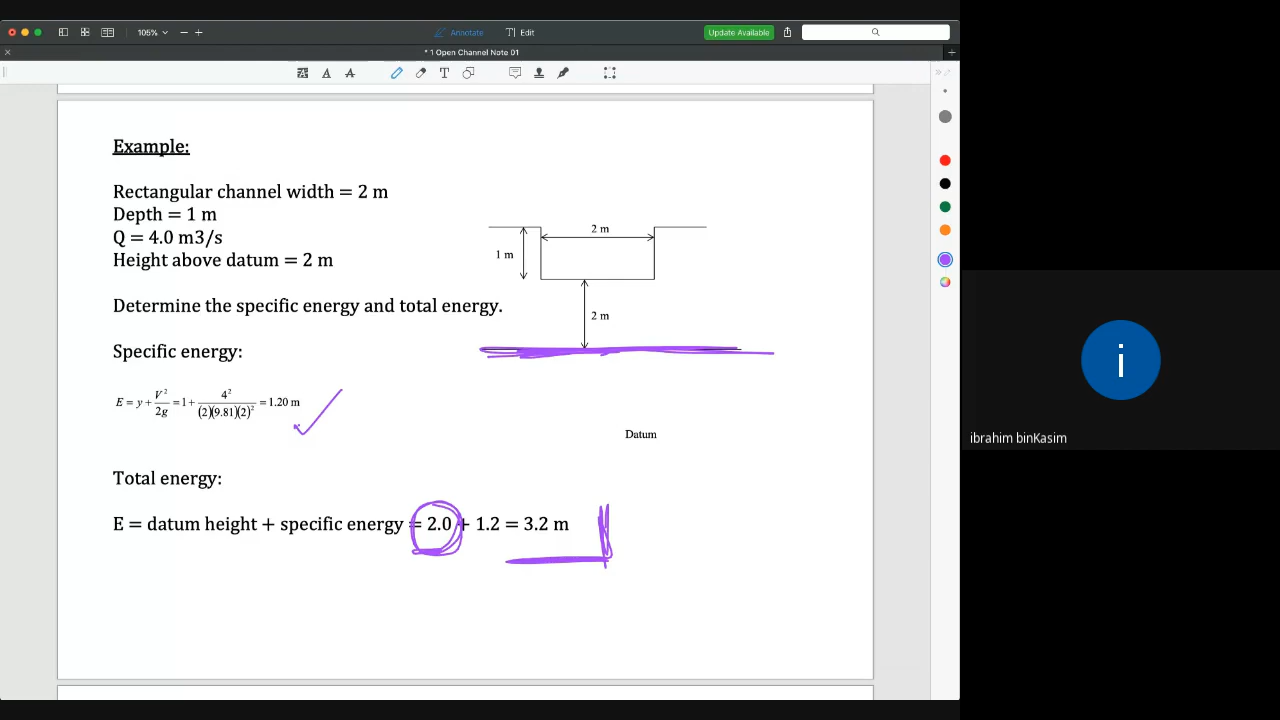 105%
Annotate
T| Edit
Update Available
* 1 Open Channel Note 01
Example:
Rectangular channel width = 2 m
Depth = 1 m
Q = 4.0 m3/s
Height above datum = 2 m
2 m
1 m
2 m
Determine the specific energy and total energy.
Specific energy:
E = y + V²/2g = 1 + 4²/(2)(9.81)(2)² = 1.20 m
Datum
Total energy:
E = datum height + specific energy = 2.0 + 1.2 = 3.2 m
i
ibrahim binKasim